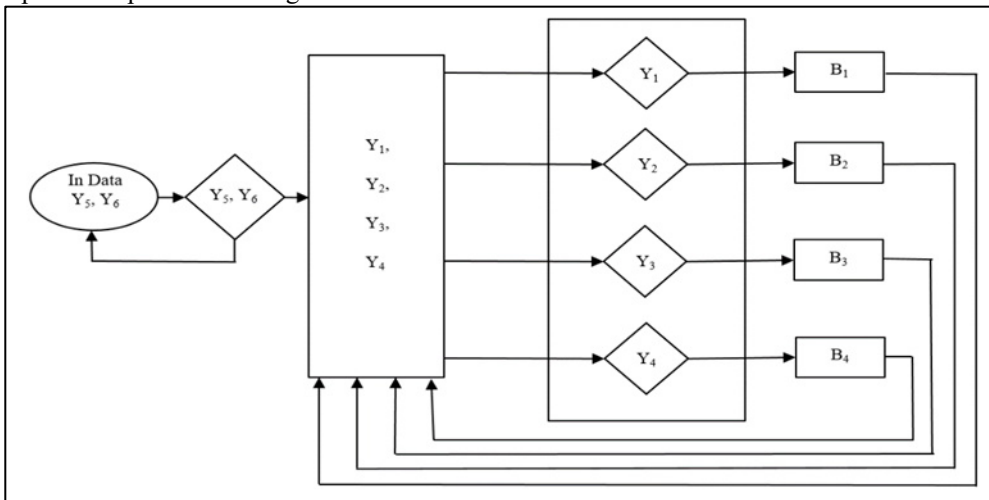 In Data
Y₅, Y₆
Y₅, Y₆
Y₁,
Y₂,
Y₃,
Y₄
Y₁
B₁
Y₂
B₂
Y₃
B₃
Y₄
B₄